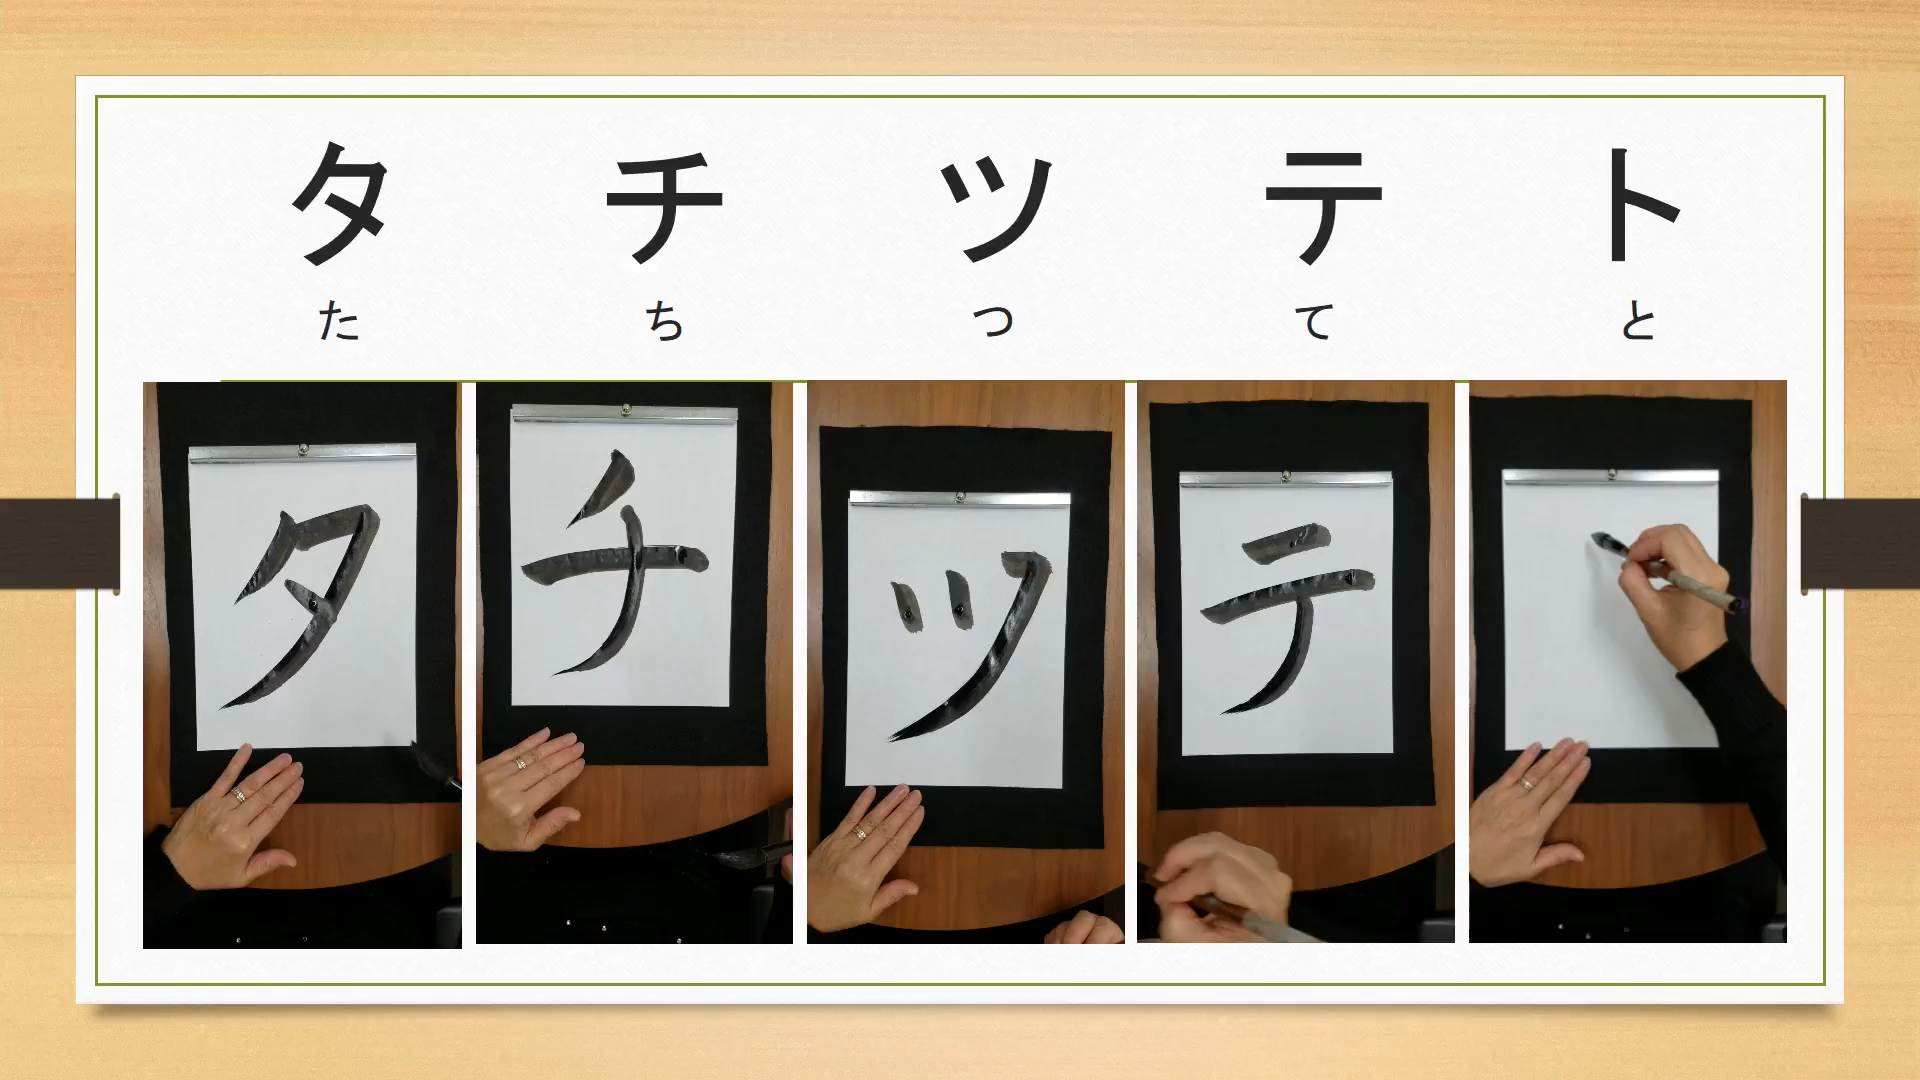 タ チ ツ テ ト
た ち つ て と
タ チ ツ テ